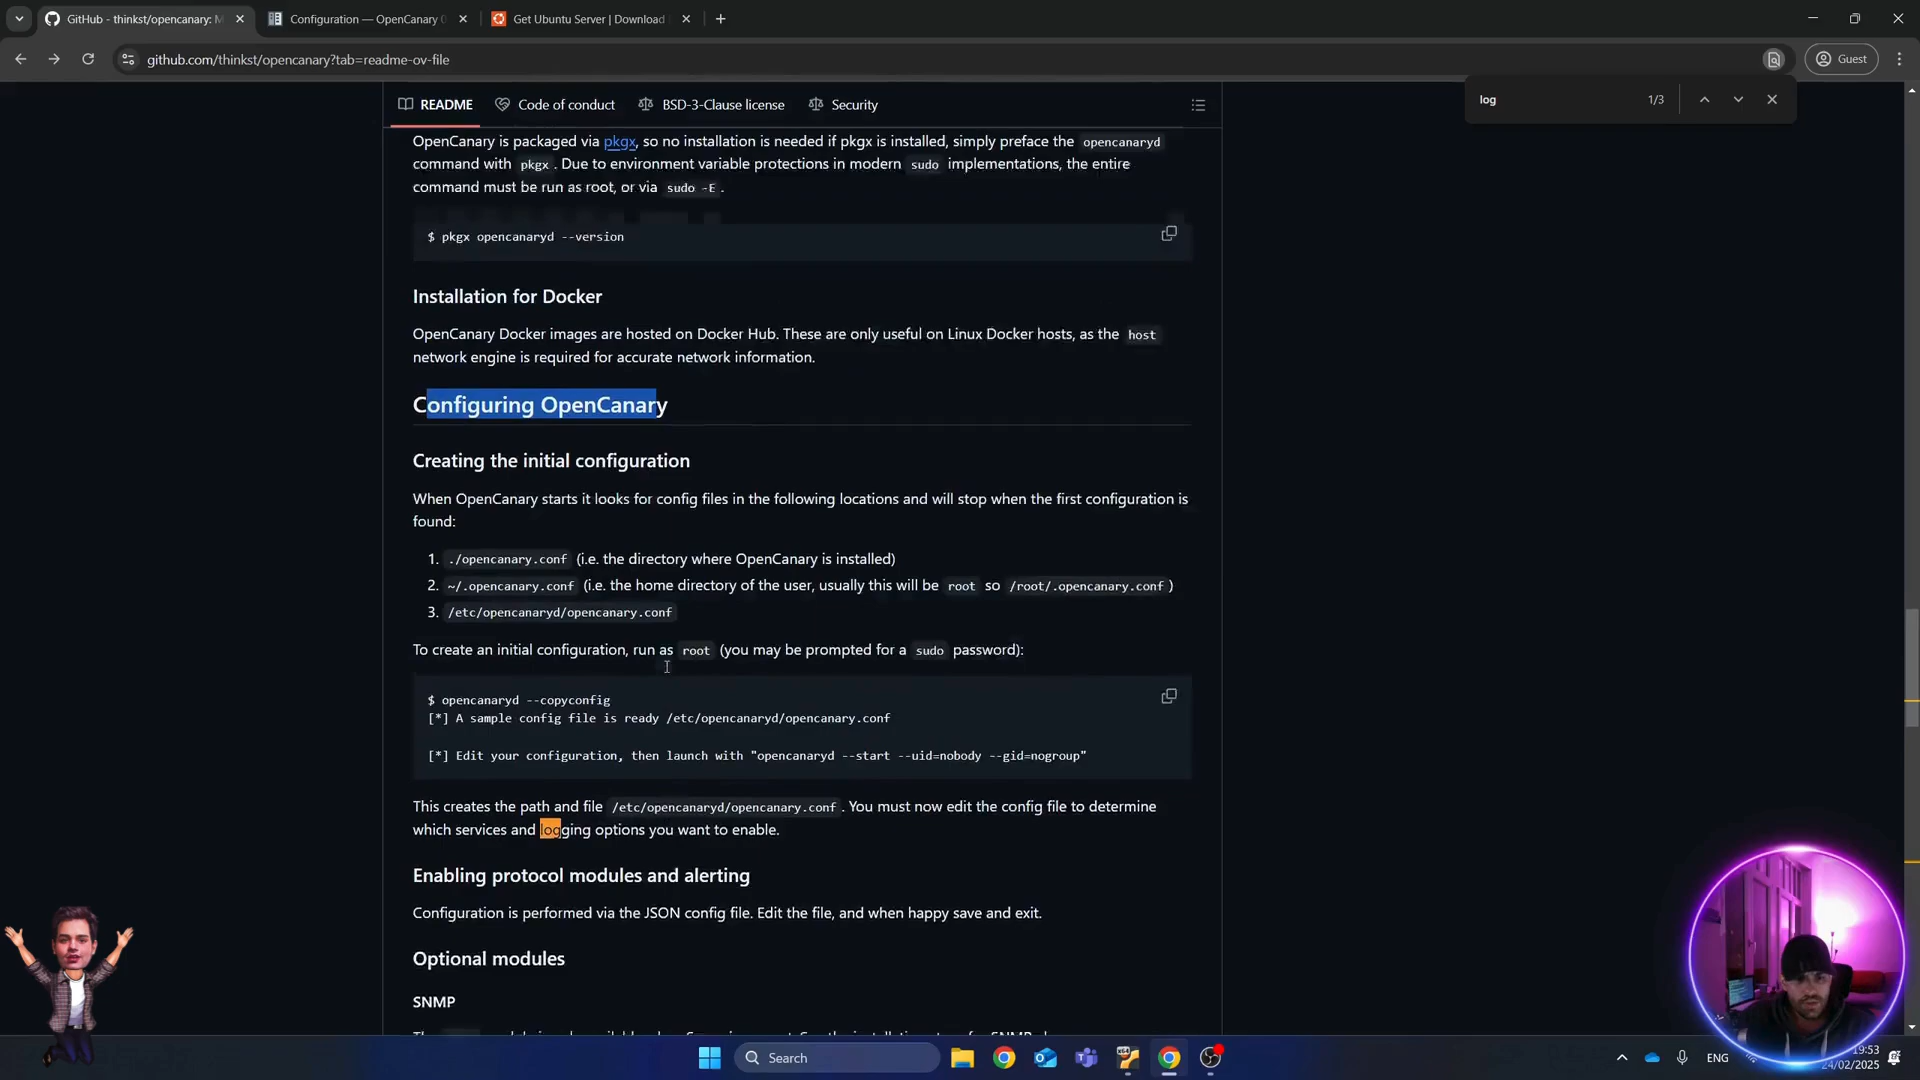 GitHub - thinkst/opencanary: M
Configuration — OpenCanary 0
Get Ubuntu Server | Download
github.com/thinkst/opencanary?tab=readme-ov-file
Guest
log 1/3
README Code of conduct BSD-3-Clause license Security
OpenCanary is packaged via pkgx, so no installation is needed if pkgx is installed, simply preface the opencanaryd
command with pkgx . Due to environment variable protections in modern sudo implementations, the entire
command must be run as root, or via sudo -E .
$ pkgx opencanaryd --version
Installation for Docker
OpenCanary Docker images are hosted on Docker Hub. These are only useful on Linux Docker hosts, as the host
network engine is required for accurate network information.
Configuring OpenCanary
Creating the initial configuration
When OpenCanary starts it looks for config files in the following locations and will stop when the first configuration is
found:
1. ./opencanary.conf (i.e. the directory where OpenCanary is installed)
2. ~/.opencanary.conf (i.e. the home directory of the user, usually this will be root so /root/.opencanary.conf )
3. /etc/opencanaryd/opencanary.conf
To create an initial configuration, run as root (you may be prompted for a sudo password):
$ opencanaryd --copyconfig
[*] A sample config file is ready /etc/opencanaryd/opencanary.conf
[*] Edit your configuration, then launch with "opencanaryd --start --uid=nobody --gid=nogroup"
This creates the path and file /etc/opencanaryd/opencanary.conf . You must now edit the config file to determine
which services and logging options you want to enable.
Enabling protocol modules and alerting
Configuration is performed via the JSON config file. Edit the file, and when happy save and exit.
Optional modules
SNMP
Search
ENG
19:53
24/02/2025